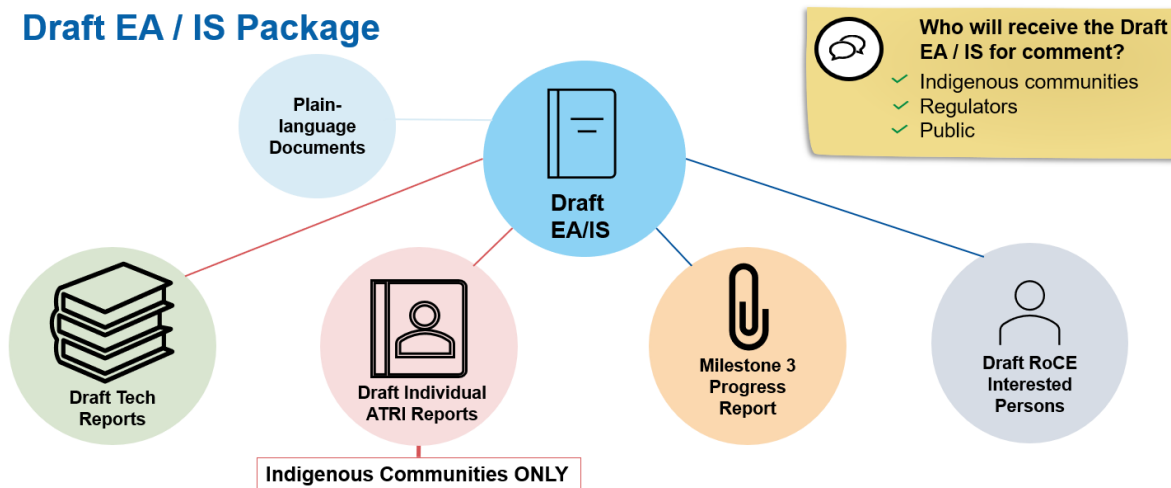 Draft EA / IS Package
Who will receive the Draft
EA / IS for comment?
Indigenous communities
Regulators
Public
Plain-
language
Documents
Draft
EA/IS
Draft Tech
Reports
Draft Individual
ATRI Reports
Milestone 3
Progress
Report
Draft RoCE
Interested
Persons
Indigenous Communities ONLY